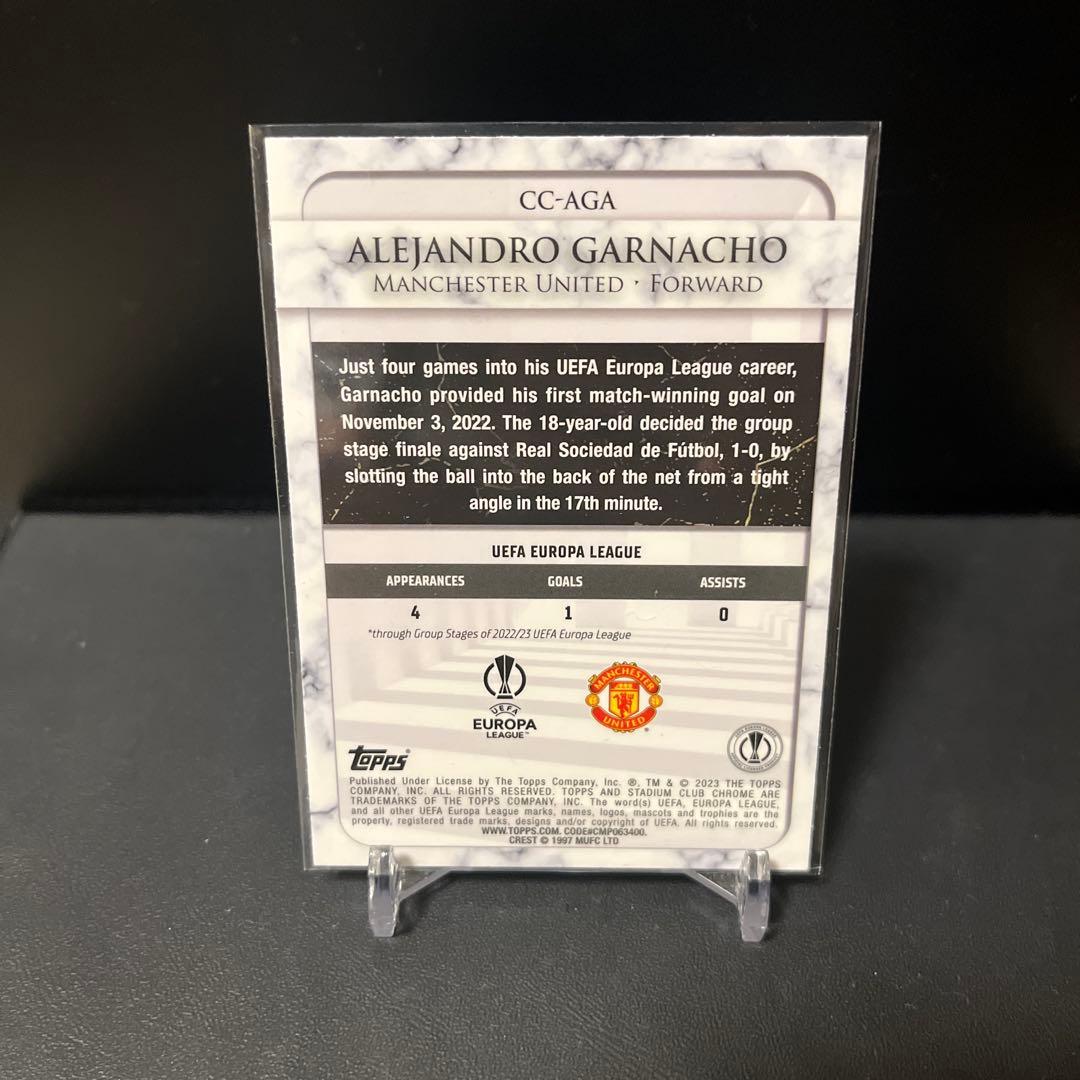 CC-AGA
ALEJANDRO GARNACHO
MANCHESTER UNITED · FORWARD
Just four games into his UEFA Europa League career,
Garnacho provided his first match-winning goal on
November 3, 2022. The 18-year-old decided the group
stage finale against Real Sociedad de Fútbol, 1-0, by
slotting the ball into the back of the net from a tight
angle in the 17th minute.
UEFA EUROPA LEAGUE
APPEARANCES GOALS ASSISTS
4 1 0
*through Group Stages of 2022/23 UEFA Europa League
UEFA
EUROPA
LEAGUE™
MANCHESTER
UNITED
topps®
Published Under License by The Topps Company, Inc. ®, TM & © 2023 THE TOPPS
COMPANY, INC. ALL RIGHTS RESERVED. TOPPS AND STADIUM CLUB CHROME ARE
TRADEMARKS OF THE TOPPS COMPANY, INC. The word(s) UEFA, EUROPA LEAGUE,
and all other UEFA Europa League marks, names, logos, mascots and trophies are the
property, registered trade marks, designs and/or copyright of UEFA. All rights reserved.
WWW.TOPPS.COM. CODE#CMP063400.
CREST © 1997 MUFC LTD